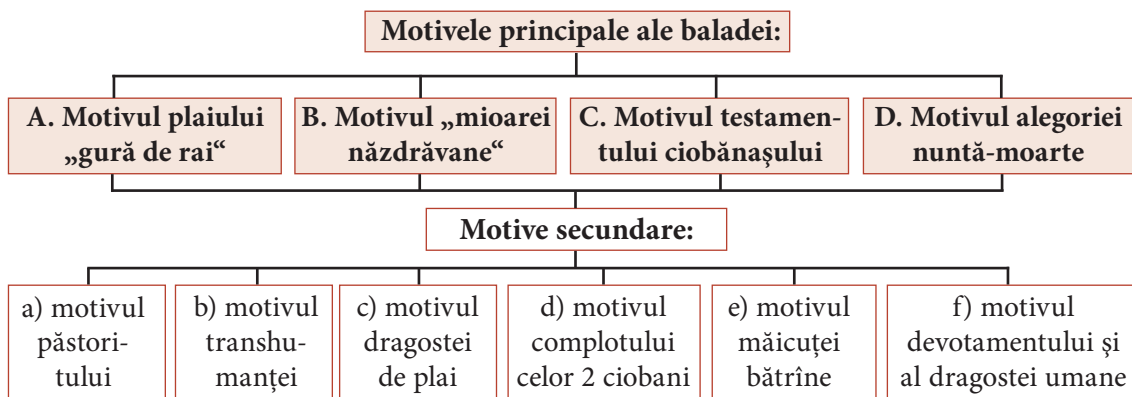 Motivele principale ale baladei:
A. Motivul plaiului
„gură de rai“
B. Motivul „mioarei
năzdrăvane“
C. Motivul testamen-
tului ciobănaşului
D. Motivul alegoriei
nuntă-moarte
Motive secundare:
a) motivul
păstori-
tului
b) motivul
transhu-
manței
c) motivul
dragostei
de plai
d) motivul
complotului
celor 2 ciobani
e) motivul
măicuței
bătrîne
f) motivul
devotamentului şi
al dragostei umane